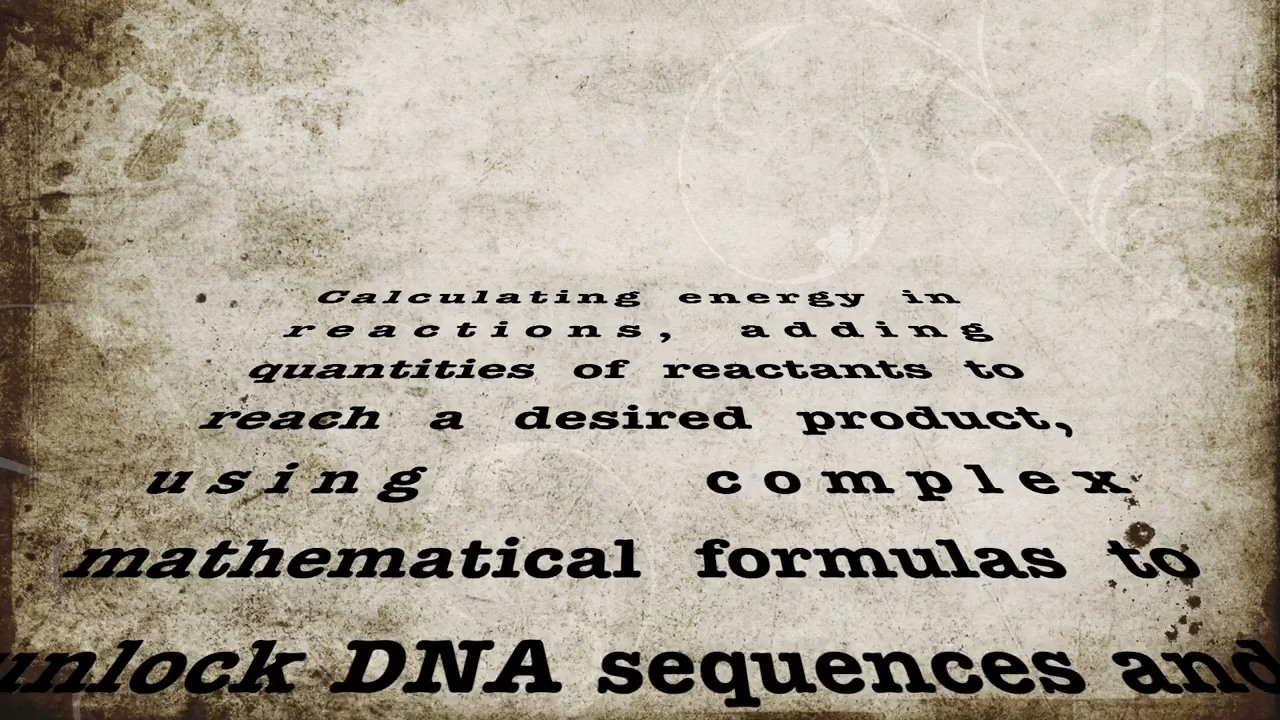 Calculating energy in
reactions, adding
quantities of reactants to
reach a desired product,
using complex
mathematical formulas to
unlock DNA sequences and